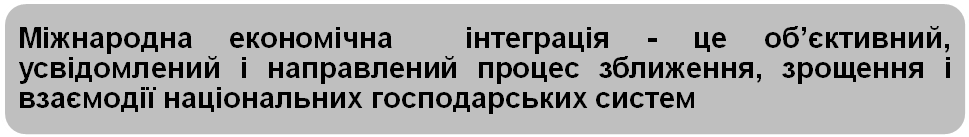 Міжнародна економічна інтеграція - це об’єктивний,
усвідомлений і направлений процес зближення, зрощення і
взаємодії національних господарських систем